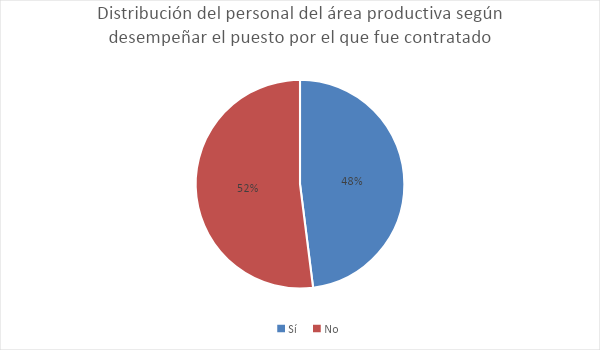 Distribución del personal del área productiva según
desempeñar el puesto por el que fue contratado
48%
52%
Sí
No